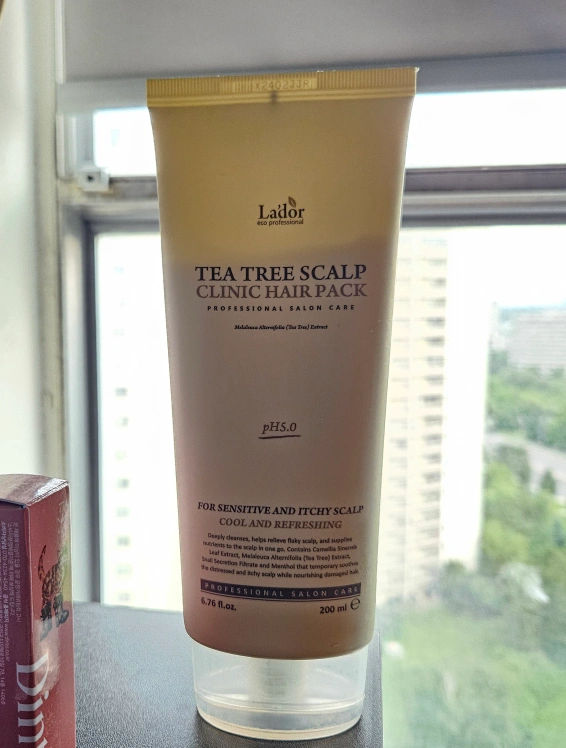 La'dor
éco professional
TEA TREE SCALP
CLINIC HAIR PACK
PROFESSIONAL SALON CARE
Melaleuca Alternifolia (Tea Tree) Extract
pH5.0
FOR SENSITIVE AND ITCHY SCALP
COOL AND REFRESHING
Deeply cleanses, helps relieve flaky scalp, and supplies
nutrients to the scalp in one go. Contains Camellia Sinensis
Leaf Extract, Melaleuca Alternifolia (Tea Tree) Extract,
Snail Secretion Filtrate and Menthol that temporary soothes
the distressed and itchy scalp while nourishing damaged hair.
PROFESSIONAL SALON CARE
6.76 fl.oz.
200 ml ℮